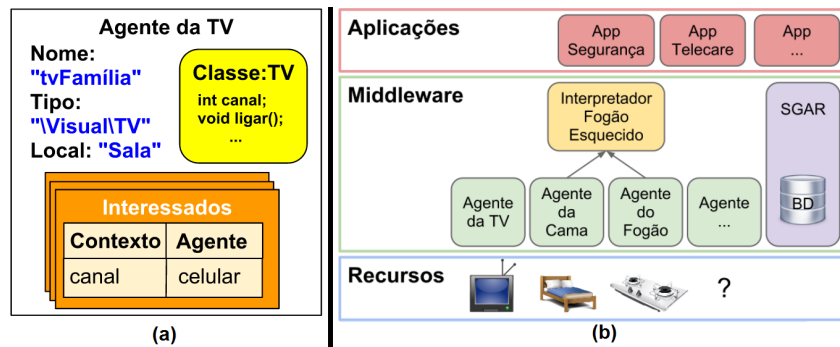 Agente da TV
Nome:
"tvFamília"
Tipo:
"\Visual\TV"
Local: "Sala"
Classe:TV
int canal;
void ligar();
...
Interessados
Contexto Agente
canal celular
(a)
Aplicações
App
Segurança
App
Telecare
App
...
Middleware
Interpretador
Fogão
Esquecido
SGAR
BD
Agente
da TV
Agente
da
Cama
Agente
do
Fogão
Agente
...
Recursos
?
(b)